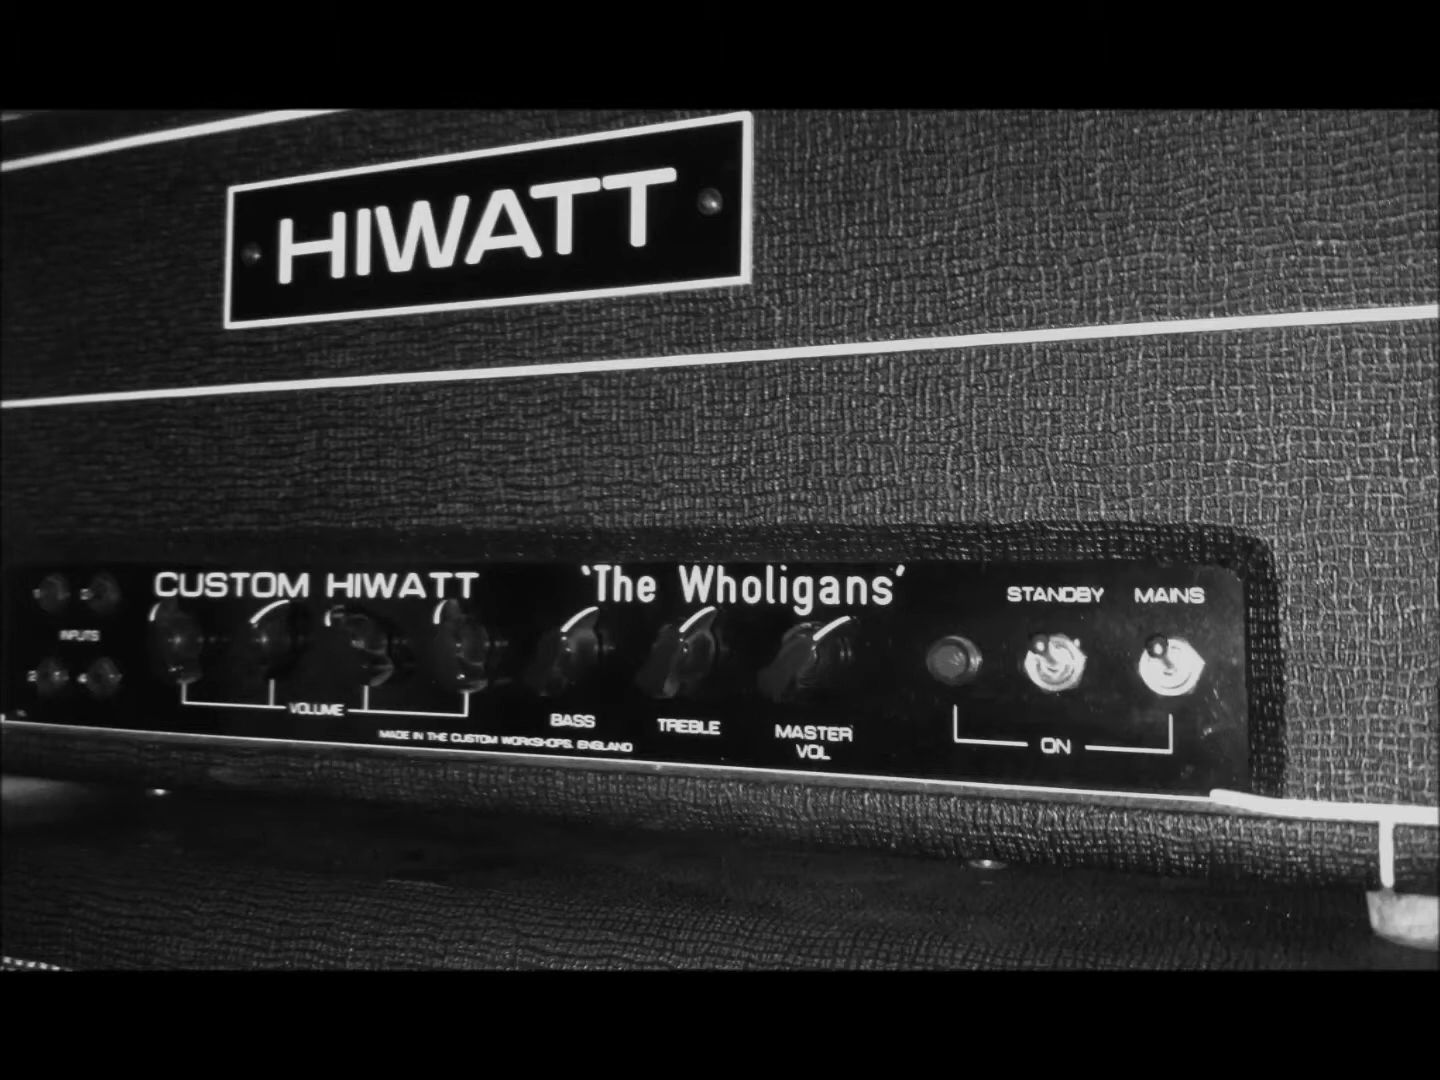 HIWATT
CUSTOM HIWATT
'The Wholigans'
STANDBY
MAINS
INPUTS
2
VOLUME
BASS
TREBLE
MASTER
VOL
ON
MADE IN THE CUSTOM WORKSHOPS. ENGLAND